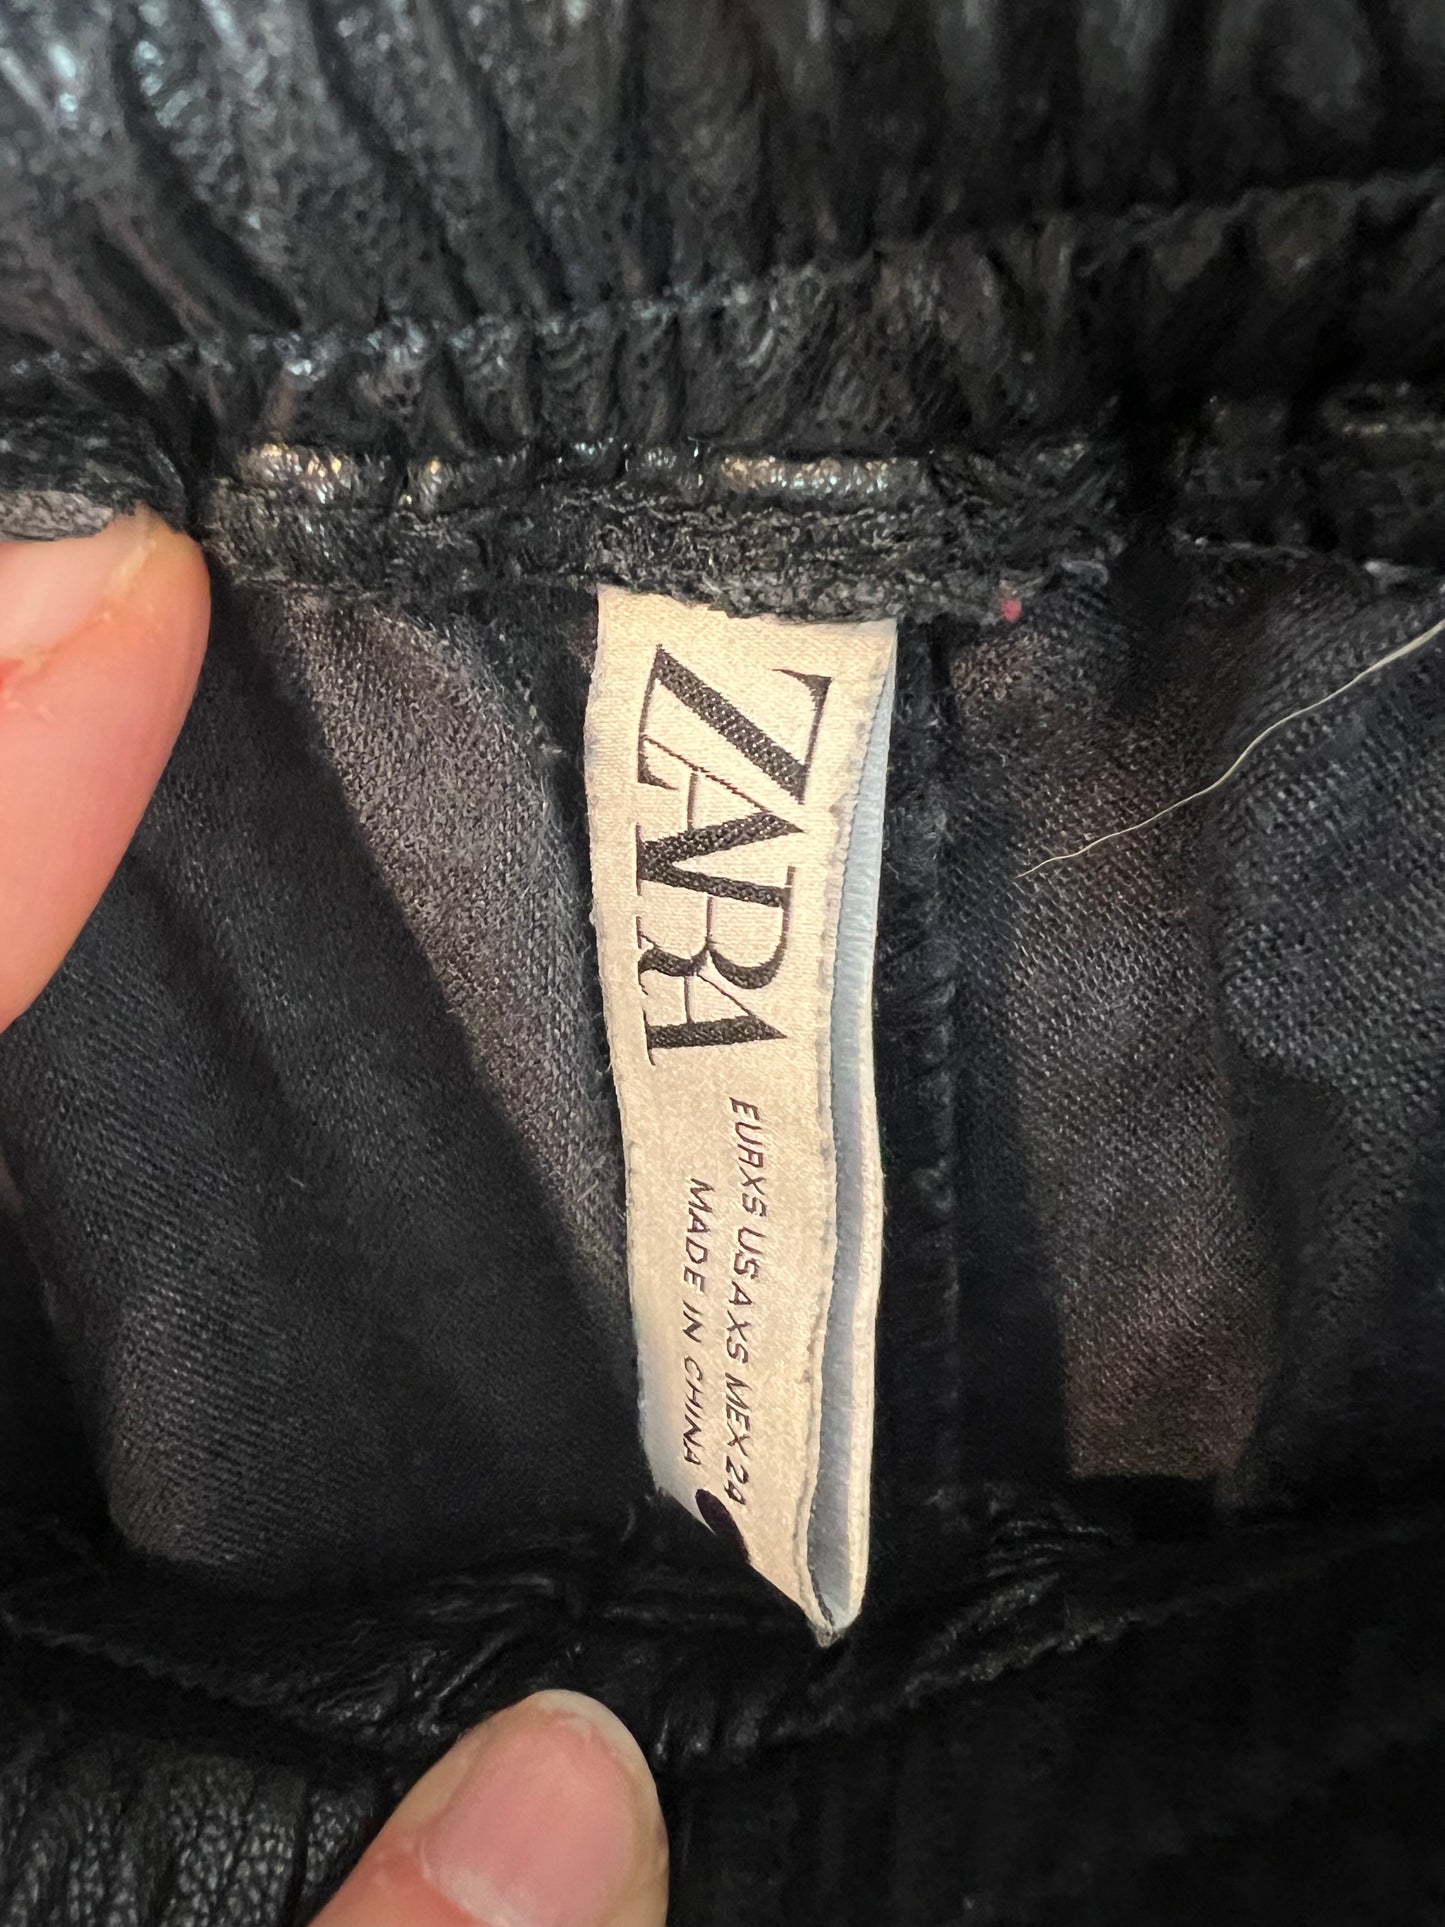 ZARA
EUR XS USA XS MEX 24
MADE IN CHINA